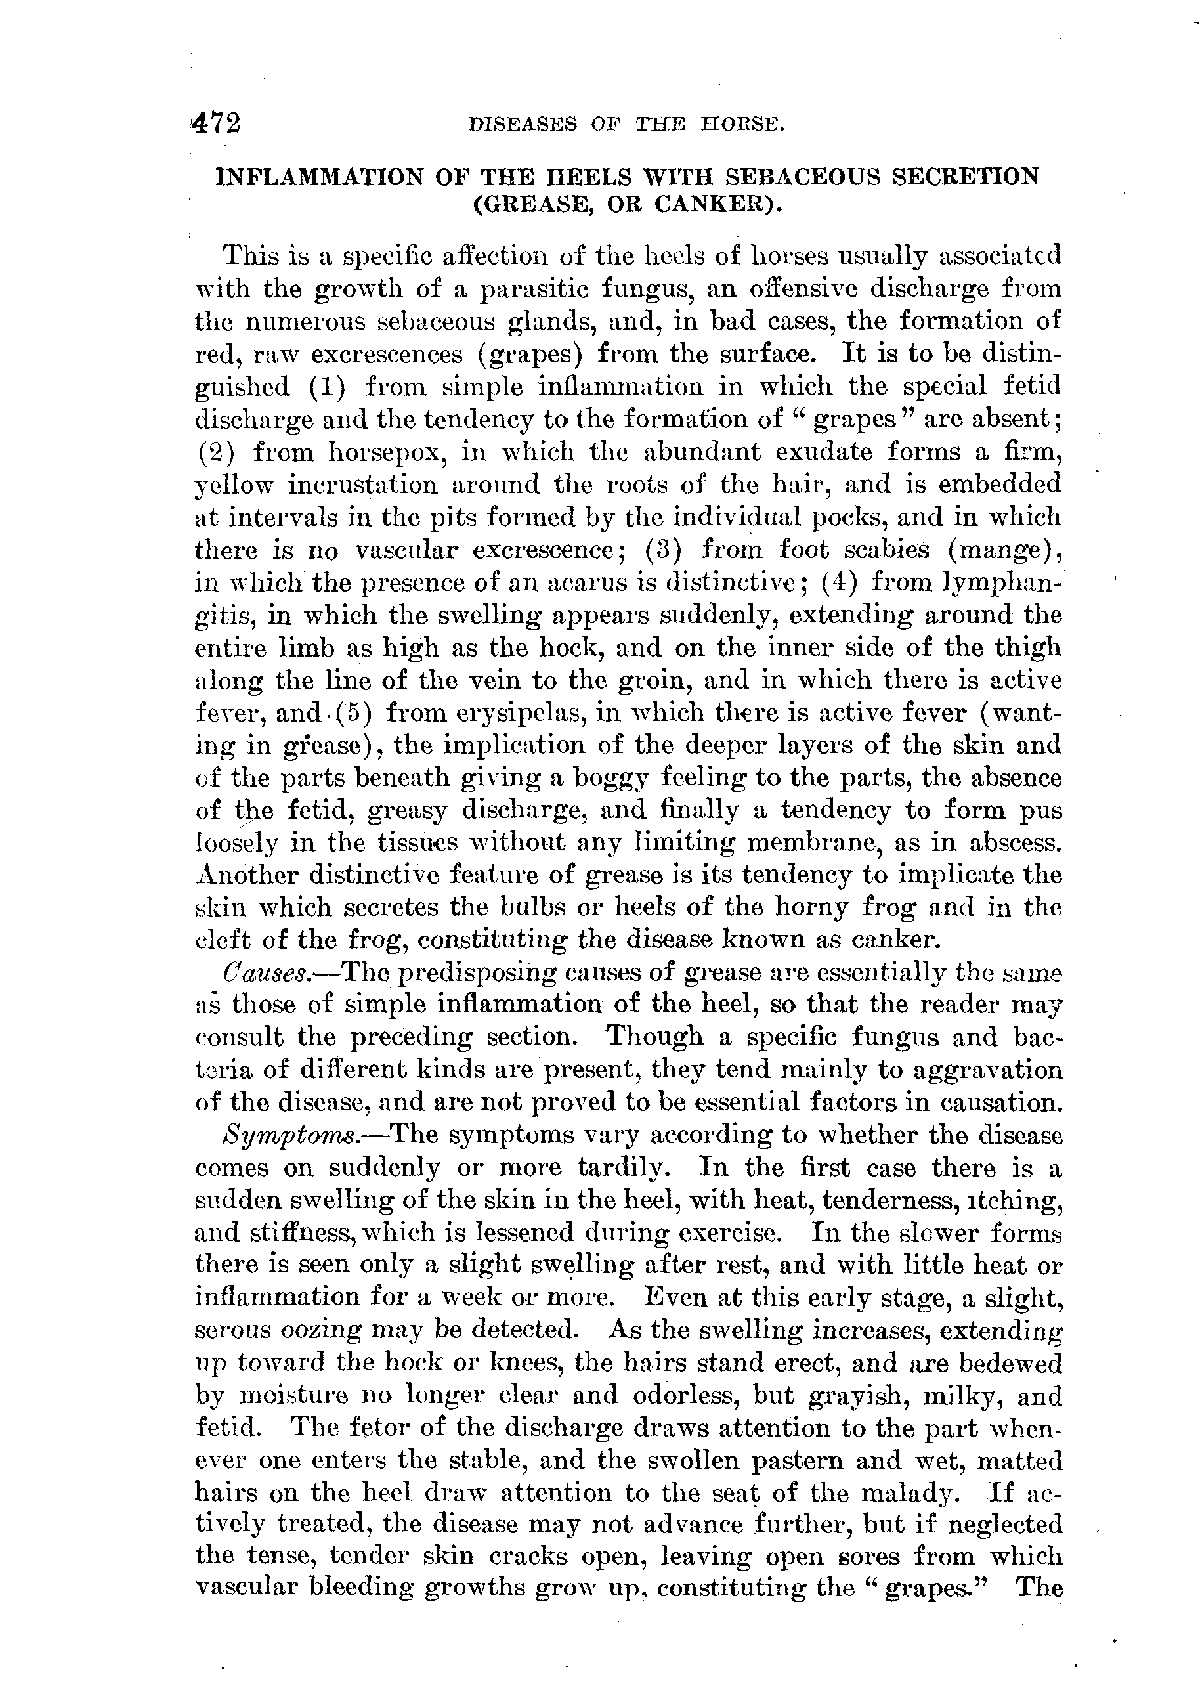 472 DISEASES OF THE HORSE.
INFLAMMATION OF THE HEELS WITH SEBACEOUS SECRETION
(GREASE, OR CANKER).
This is a specific affection of the heels of horses usually associated
with the growth of a parasitic fungus, an offensive discharge from
the numerous sebaceous glands, and, in bad cases, the formation of
red, raw excrescences (grapes) from the surface. It is to be distin-
guished (1) from simple inflammation in which the special fetid
discharge and the tendency to the formation of " grapes " are absent;
(2) from horsepox, in which the abundant exudate forms a firm,
yellow incrustation around the roots of the hair, and is embedded
at intervals in the pits formed by the individual pocks, and in which
there is no vascular excrescence; (3) from foot scabies (mange),
in which the presence of an acarus is distinctive; (4) from lymphan-
gitis, in which the swelling appears suddenly, extending around the
entire limb as high as the hock, and on the inner side of the thigh
along the line of the vein to the groin, and in which there is active
fever, and (5) from erysipelas, in which there is active fever (want-
ing in grease), the implication of the deeper layers of the skin and
of the parts beneath giving a boggy feeling to the parts, the absence
of the fetid, greasy discharge, and finally a tendency to form pus
loosely in the tissues without any limiting membrane, as in abscess.
Another distinctive feature of grease is its tendency to implicate the
skin which secretes the bulbs or heels of the horny frog and in the
cleft of the frog, constituting the disease known as canker.
Causes.—The predisposing causes of grease are essentially the same
as those of simple inflammation of the heel, so that the reader may
consult the preceding section. Though a specific fungus and bac-
teria of different kinds are present, they tend mainly to aggravation
of the disease, and are not proved to be essential factors in causation.
Symptoms.—The symptoms vary according to whether the disease
comes on suddenly or more tardily. In the first case there is a
sudden swelling of the skin in the heel, with heat, tenderness, itching,
and stiffness, which is lessened during exercise. In the slower forms
there is seen only a slight swelling after rest, and with little heat or
inflammation for a week or more. Even at this early stage, a slight,
serous oozing may be detected. As the swelling increases, extending
up toward the hock or knees, the hairs stand erect, and are bedewed
by moisture no longer clear and odorless, but grayish, milky, and
fetid. The fetor of the discharge draws attention to the part when-
ever one enters the stable, and the swollen pastern and wet, matted
hairs on the heel draw attention to the seat of the malady. If ac-
tively treated, the disease may not advance further, but if neglected
the tense, tender skin cracks open, leaving open sores from which
vascular bleeding growths grow up, constituting the " grapes." The